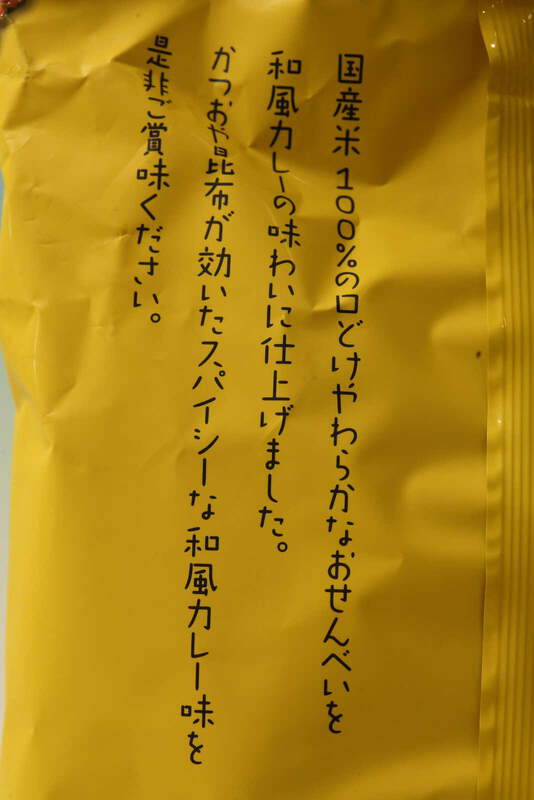 国産米100%の口どけやわらかなおせんべいを
和風カレーの味わいに仕上げました。
かつおや昆布が効いたスパイシーな和風カレー味を
是非ご賞味ください。